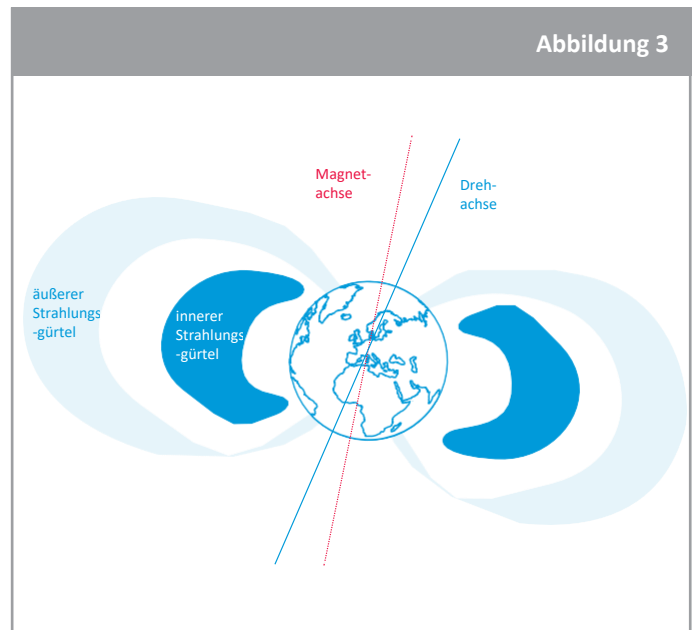 Abbildung 3
Magnet-
achse
Dreh-
achse
äußerer
Strahlungs
-gürtel
innerer
Strahlungs
-gürtel